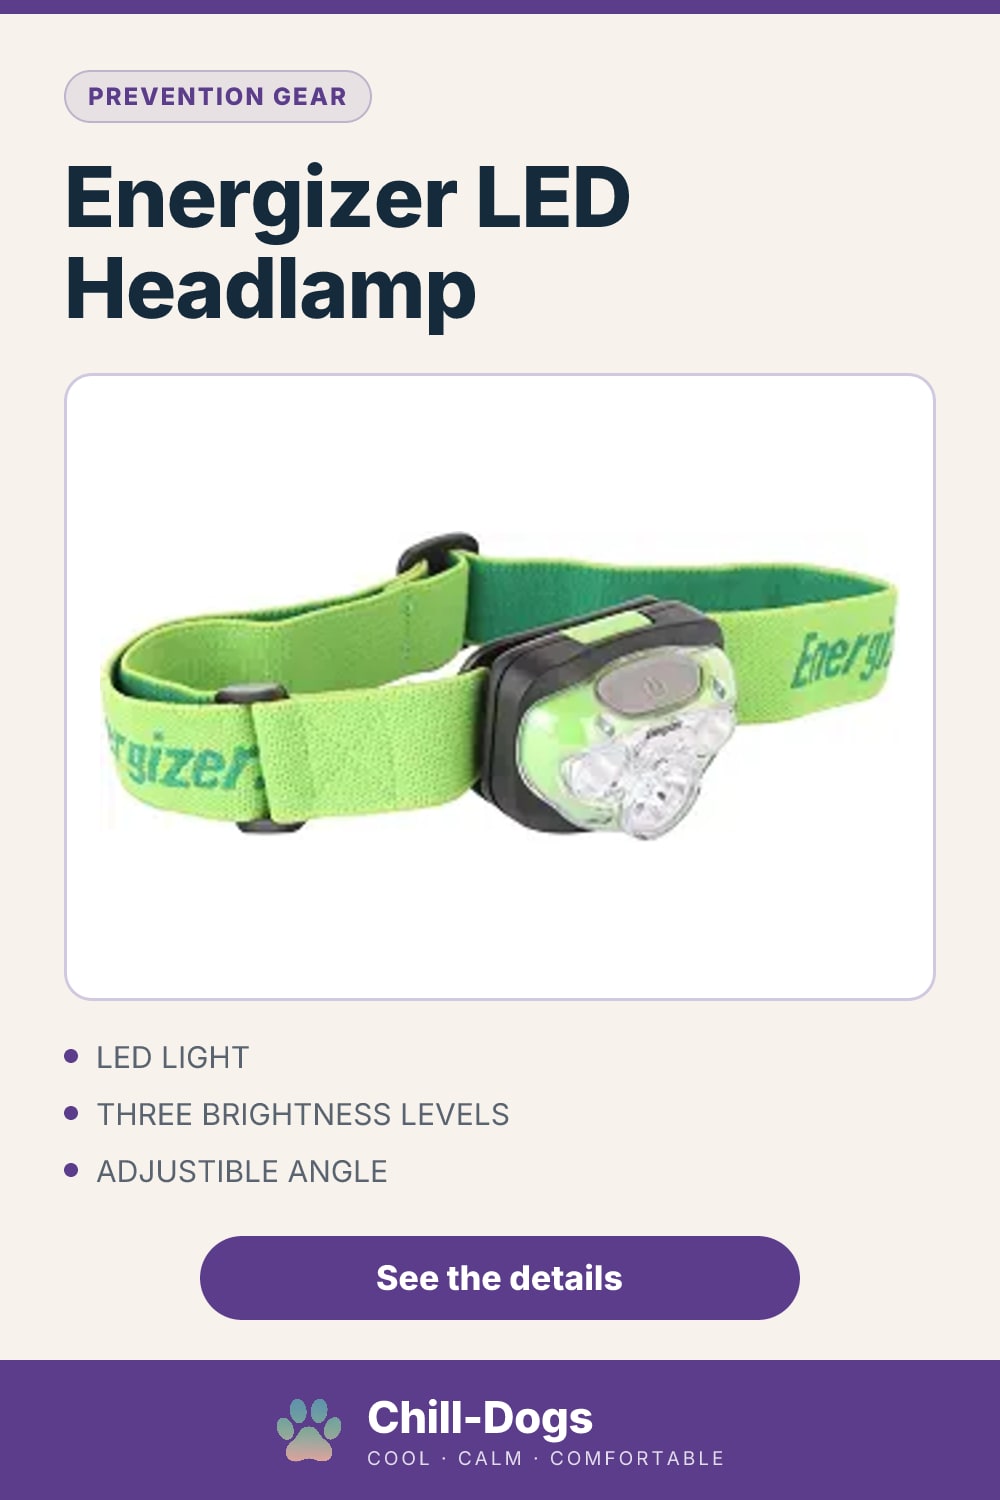 PREVENTION GEAR
Energizer LED
Headlamp
Energi
ergizer.
LED LIGHT
THREE BRIGHTNESS LEVELS
ADJUSTIBLE ANGLE
See the details
Chill-Dogs
COOL · CALM · COMFORTABLE